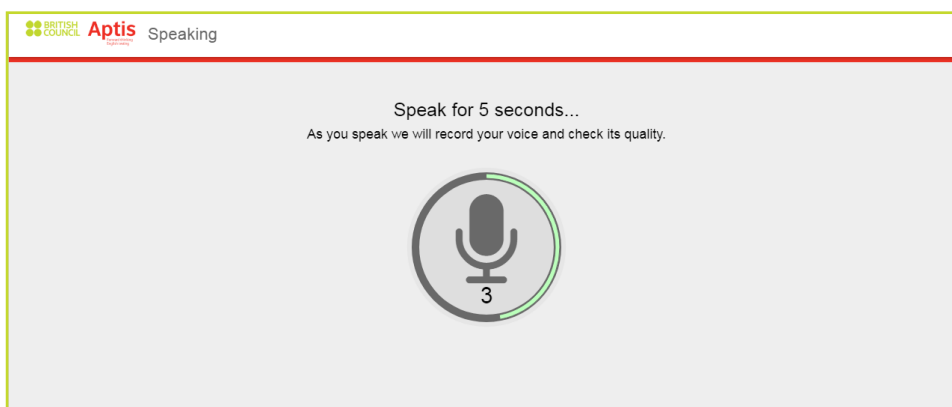 BRITISH
COUNCIL
Aptis
Speaking
Speak for 5 seconds...
As you speak we will record your voice and check its quality.
3